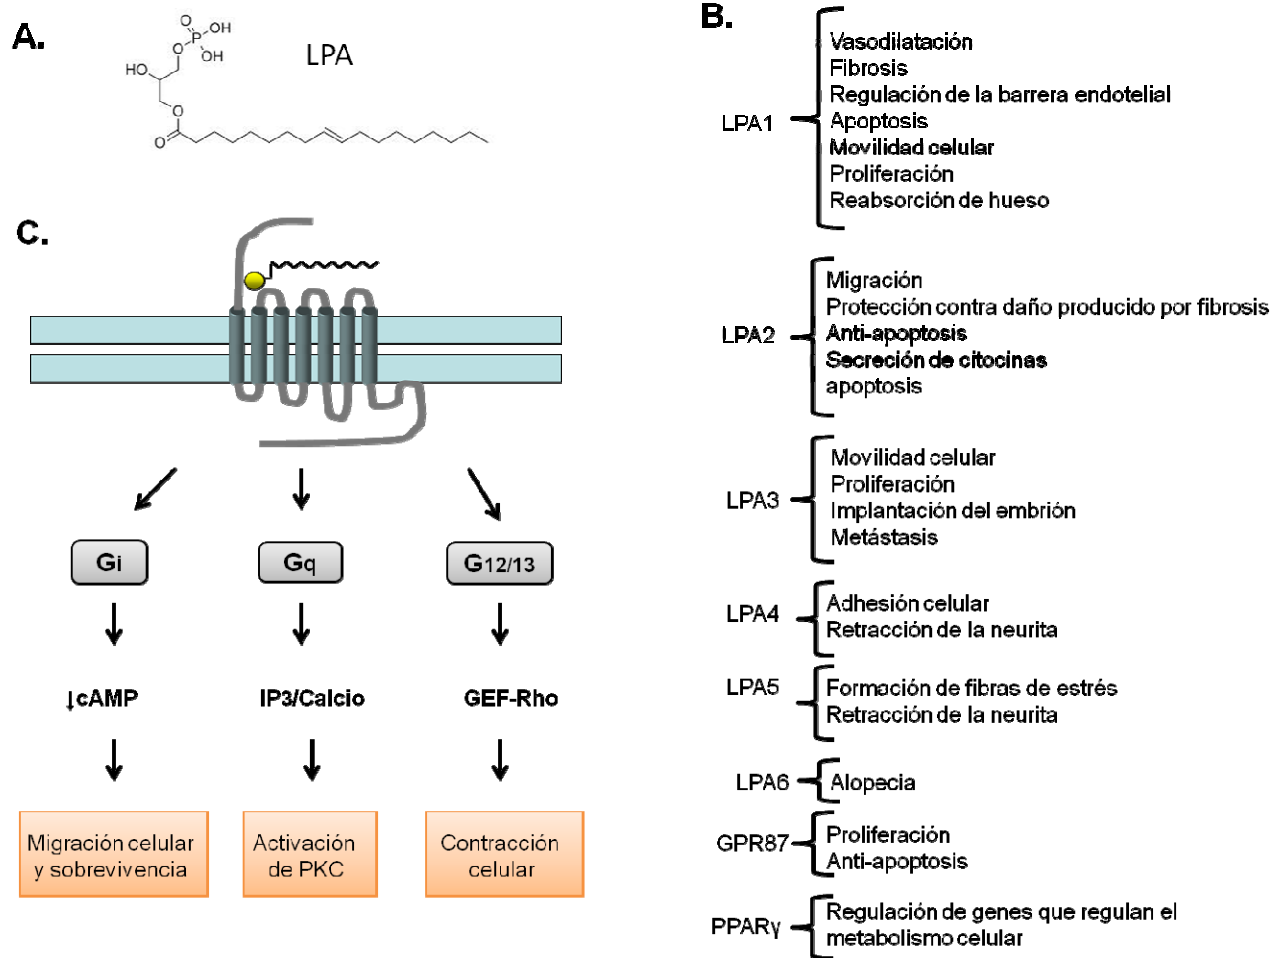 A.
LPA
O
P
OH
OH
O
HO
O
O
B.
LPA1
Vasodilatación
Fibrosis
Regulación de la barrera endotelial
Apoptosis
Movilidad celular
Proliferación
Reabsorción de hueso
LPA2
Migración
Protección contra daño producido por fibrosis
Anti-apoptosis
Secreción de citocinas
apoptosis
LPA3
Movilidad celular
Proliferación
Implantación del embrión
Metástasis
LPA4
Adhesión celular
Retracción de la neurita
LPA5
Formación de fibras de estrés
Retracción de la neurita
LPA6
Alopecia
GPR87
Proliferación
Anti-apoptosis
PPARγ
Regulación de genes que regulan el
metabolismo celular
C.
Gi
Gq
G12/13
↓cAMP
IP3/Calcio
GEF-Rho
Migración celular
y sobrevivencia
Activación
de PKC
Contracción
celular